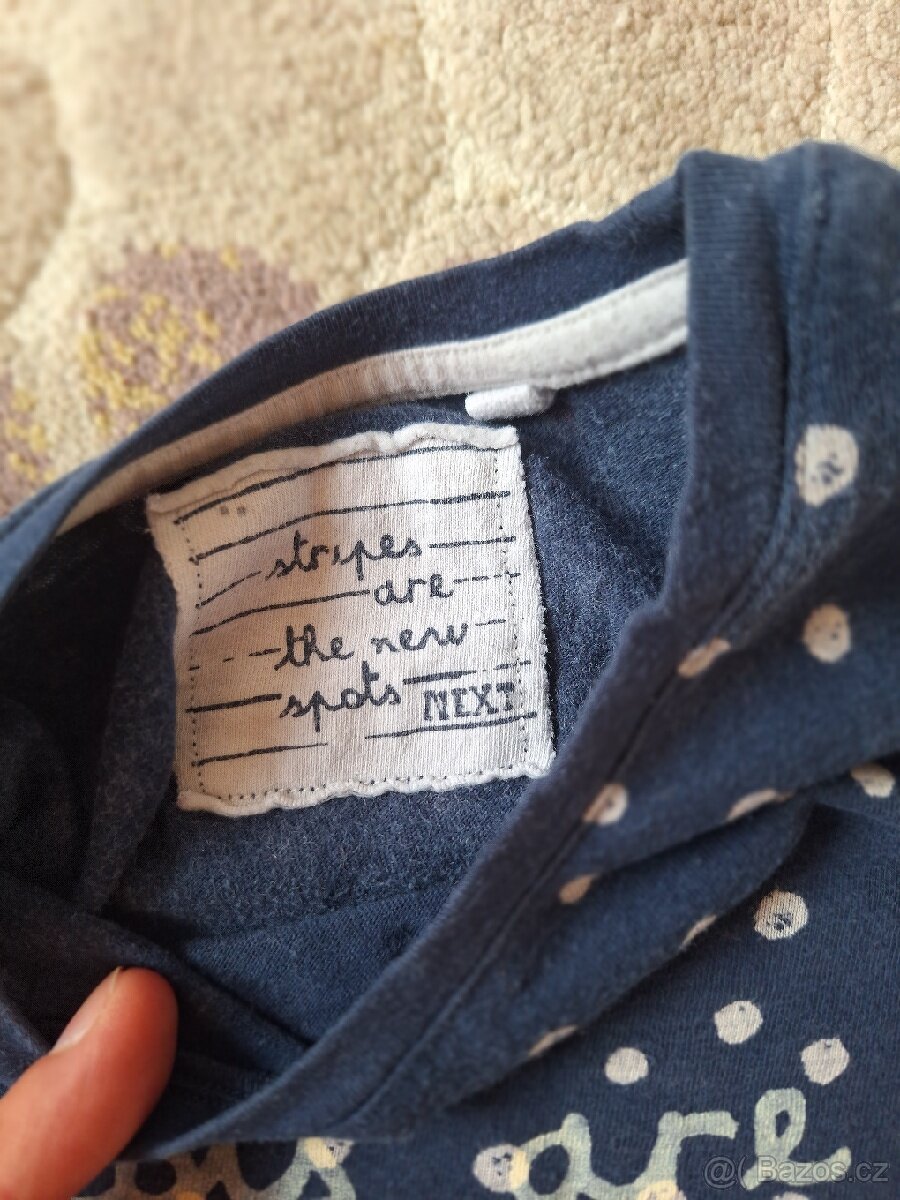 stripes
are
the new
spots NEXT
are
@( Bazos.cz